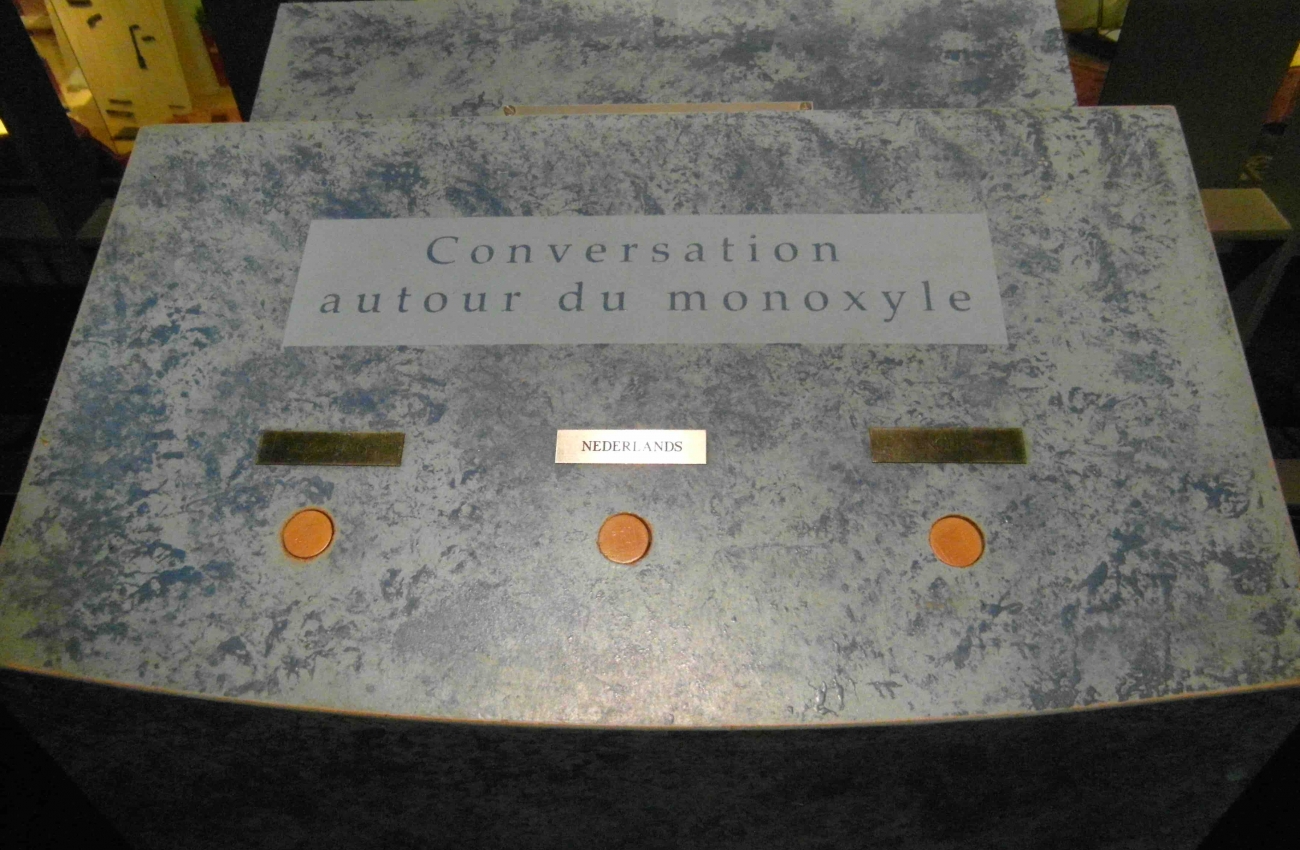 Conversation
autour du monoxyle
NEDERLANDS